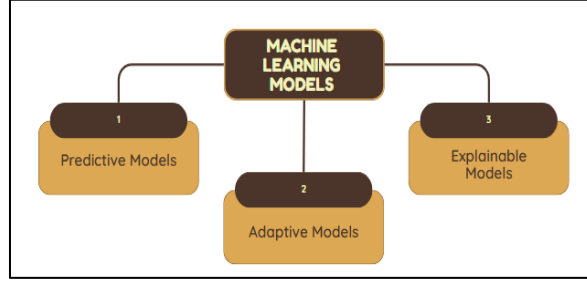 MACHINE
LEARNING
MODELS
1
Predictive Models
2
Adaptive Models
3
Explainable
Models